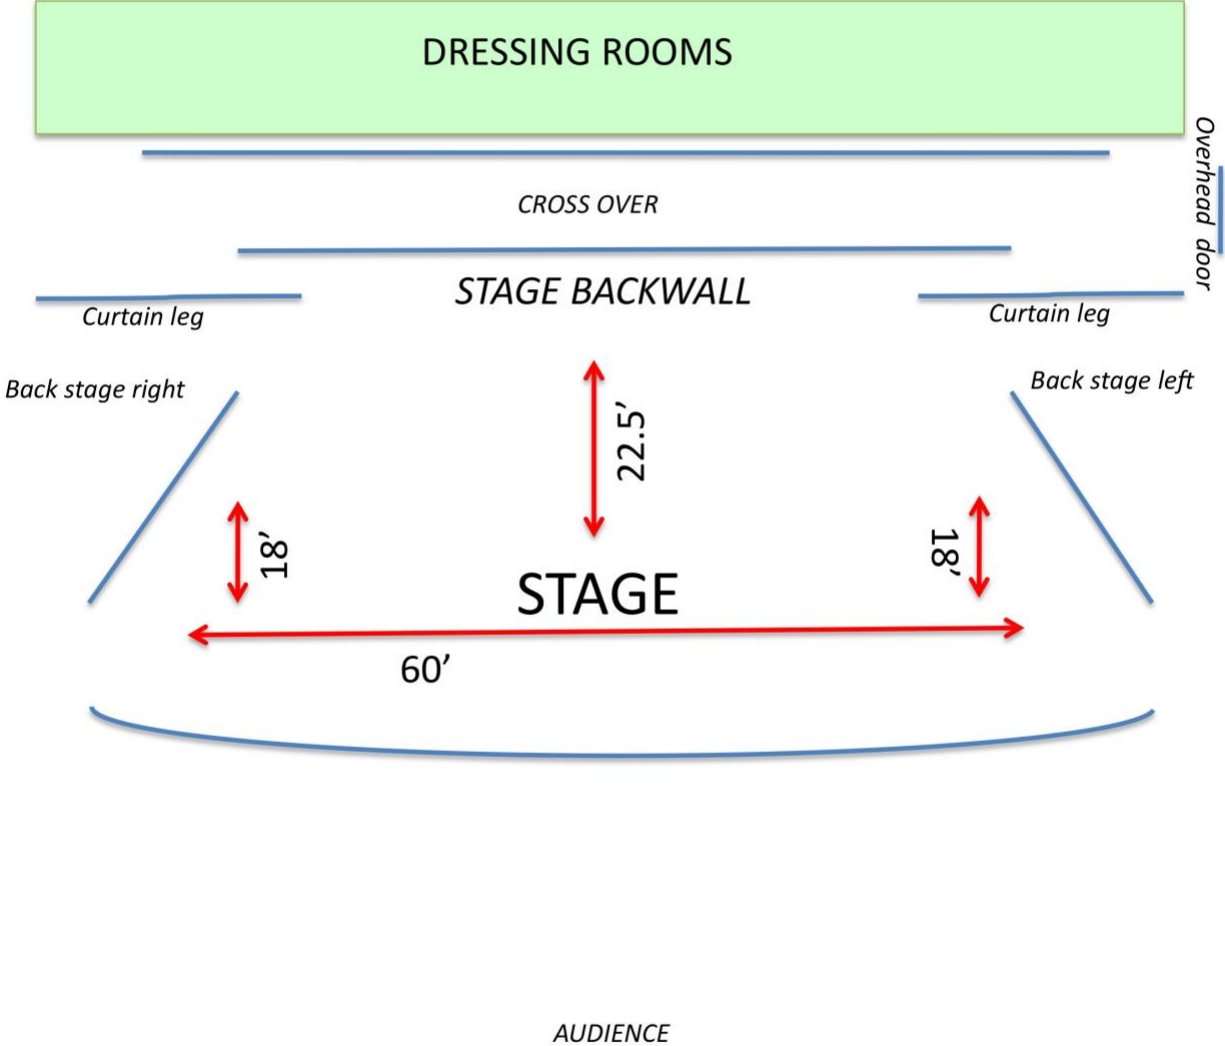 DRESSING ROOMS
Overhead door
CROSS OVER
STAGE BACKWALL
Curtain leg
Curtain leg
Back stage right
Back stage left
22.5’
18’
18’
STAGE
60’
AUDIENCE